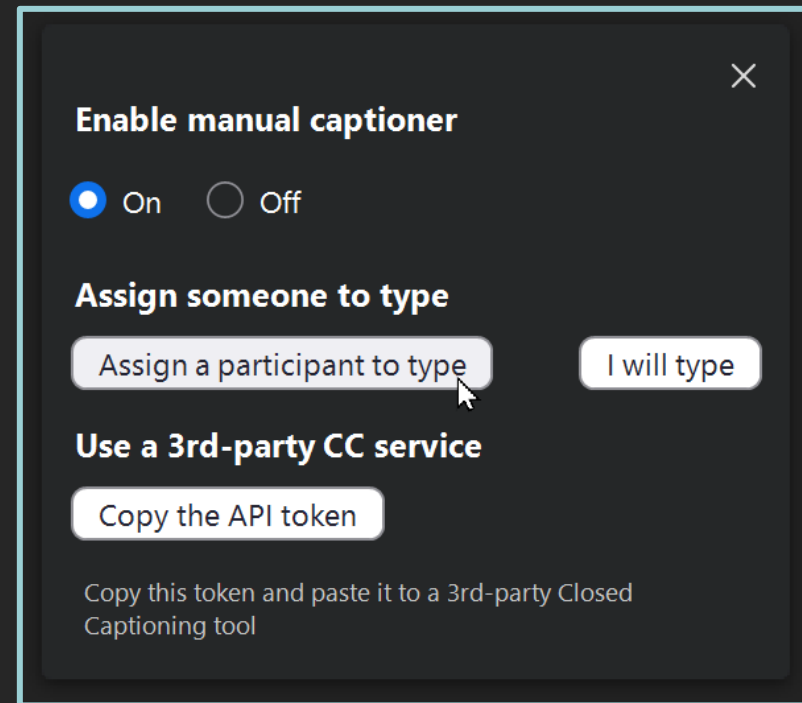 Enable manual captioner
On Off
Assign someone to type
Assign a participant to type I will type
Use a 3rd-party CC service
Copy the API token
Copy this token and paste it to a 3rd-party Closed
Captioning tool